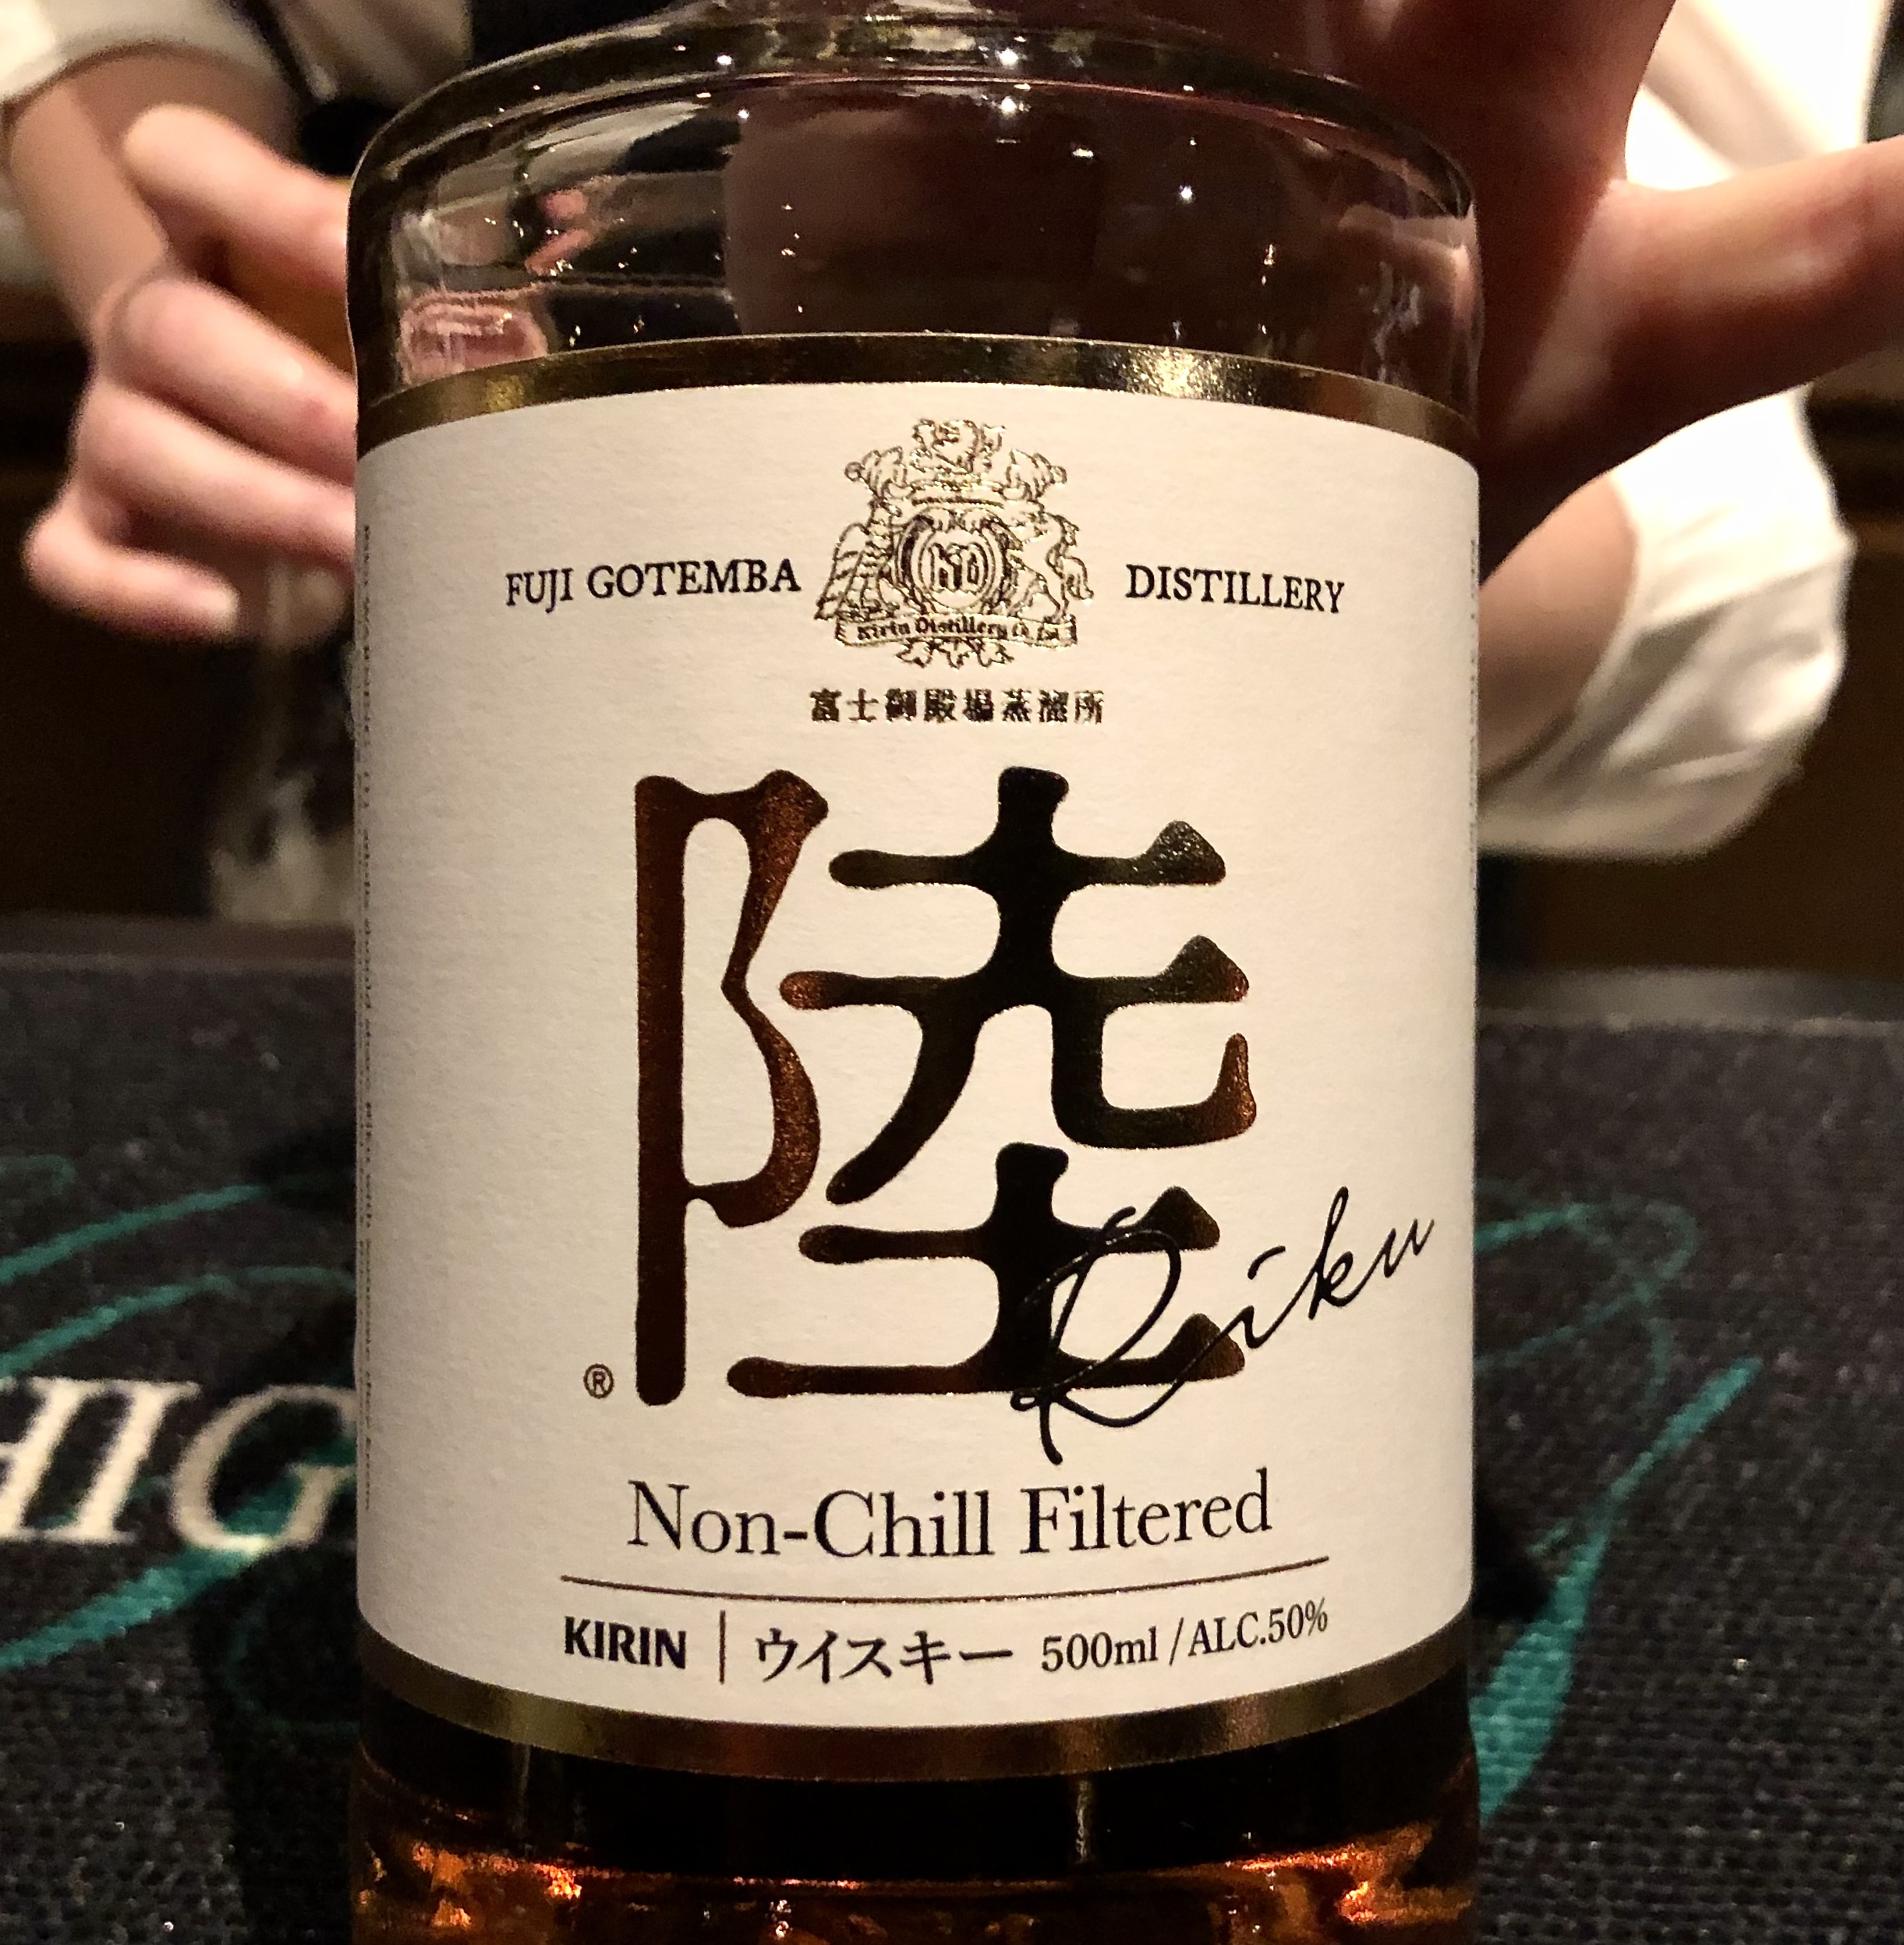 FUJI GOTEMBA DISTILLERY
KD
Kirin Distillery Co., Ltd.
富士御殿場蒸溜所
陸
Riku
®
Non-Chill Filtered
KIRIN | ウイスキー 500ml / ALC.50%
HIG